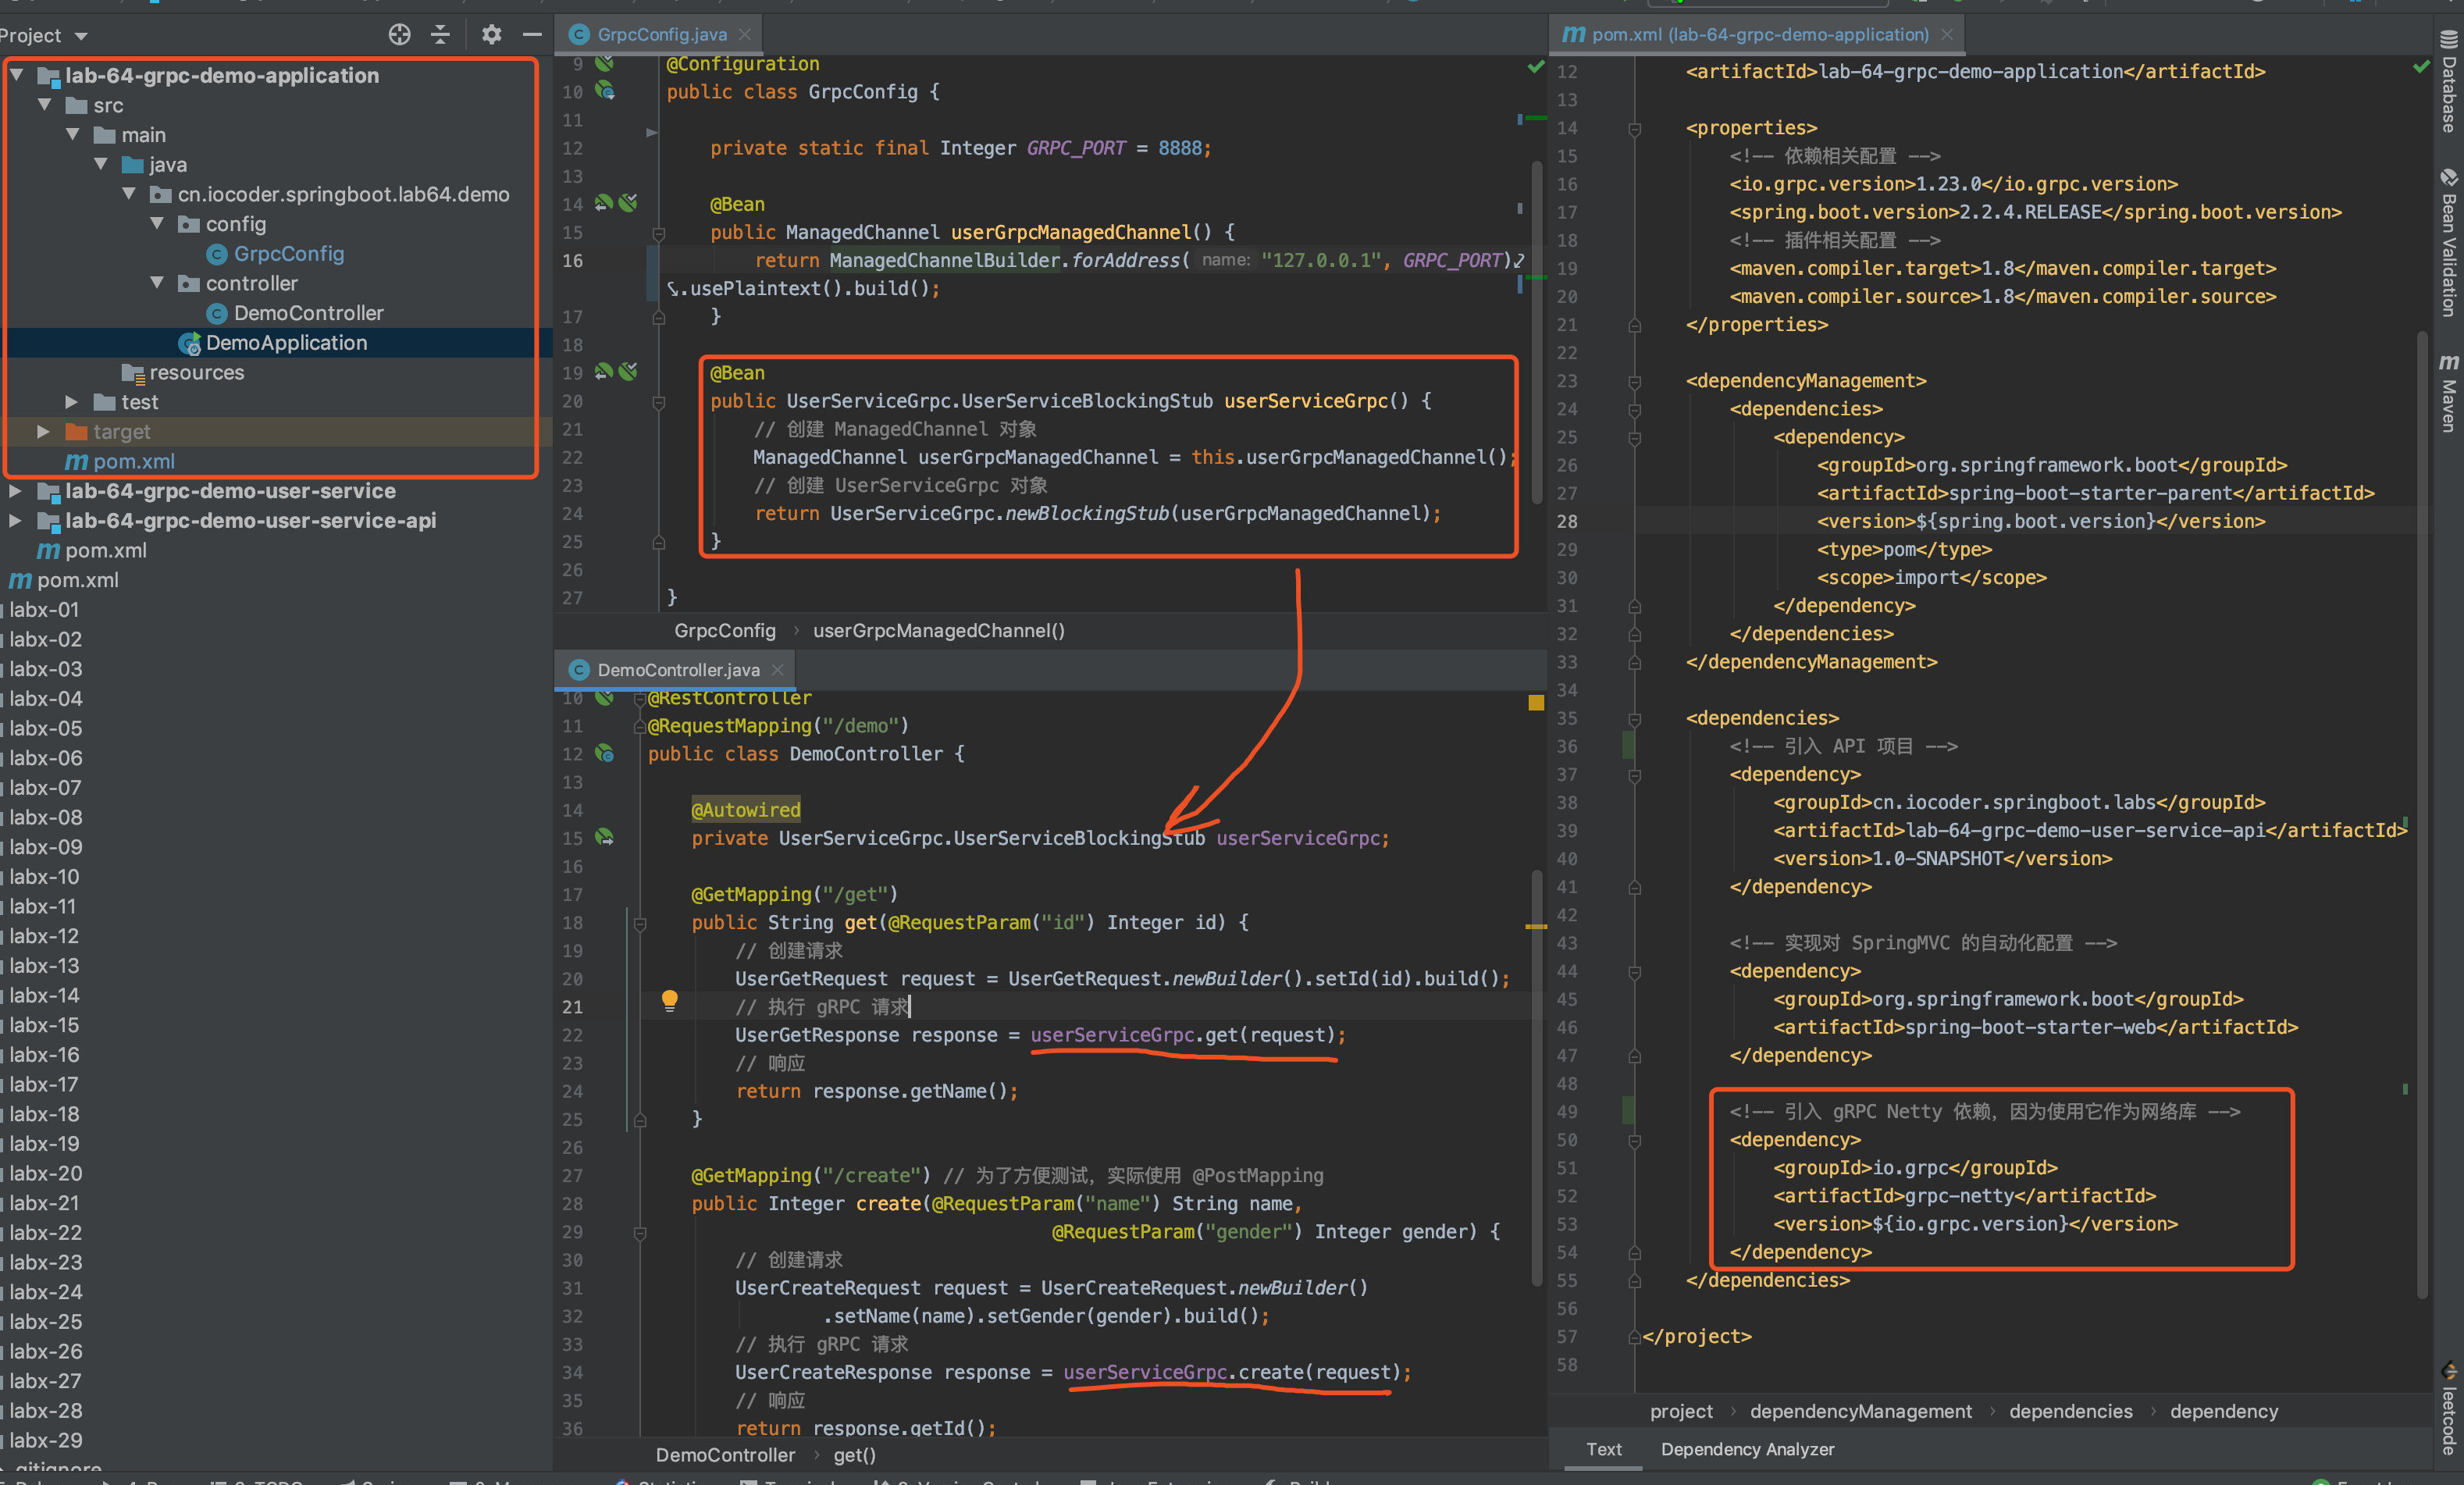 Project
lab-64-grpc-demo-application
src
main
java
cn.iocoder.springboot.lab64.demo
config
GrpcConfig
controller
DemoController
DemoApplication
resources
test
target
pom.xml
lab-64-grpc-demo-user-service
lab-64-grpc-demo-user-service-api
pom.xml
pom.xml
labx-01
labx-02
labx-03
labx-04
labx-05
labx-06
labx-07
labx-08
labx-09
labx-10
labx-11
labx-12
labx-13
labx-14
labx-15
labx-16
labx-17
labx-18
labx-19
labx-20
labx-21
labx-22
labx-23
labx-24
labx-25
labx-26
labx-27
labx-28
labx-29
.gitignore
GrpcConfig.java
9 @Configuration
10 public class GrpcConfig {
11
12 private static final Integer GRPC_PORT = 8888;
13
14 @Bean
15 public ManagedChannel userGrpcManagedChannel() {
16 return ManagedChannelBuilder.forAddress( name: "127.0.0.1", GRPC_PORT)
.usePlaintext().build();
17 }
18
19 @Bean
20 public UserServiceGrpc.UserServiceBlockingStub userServiceGrpc() {
21 // 创建 ManagedChannel 对象
22 ManagedChannel userGrpcManagedChannel = this.userGrpcManagedChannel();
23 // 创建 UserServiceGrpc 对象
24 return UserServiceGrpc.newBlockingStub(userGrpcManagedChannel);
25 }
26
27 }
GrpcConfig › userGrpcManagedChannel()
DemoController.java
10 @RestController
11 @RequestMapping("/demo")
12 public class DemoController {
13
14 @Autowired
15 private UserServiceGrpc.UserServiceBlockingStub userServiceGrpc;
16
17 @GetMapping("/get")
18 public String get(@RequestParam("id") Integer id) {
19 // 创建请求
20 UserGetRequest request = UserGetRequest.newBuilder().setId(id).build();
21 // 执行 gRPC 请求
22 UserGetResponse response = userServiceGrpc.get(request);
23 // 响应
24 return response.getName();
25 }
26
27 @GetMapping("/create") // 为了方便测试，实际使用 @PostMapping
28 public Integer create(@RequestParam("name") String name,
29 @RequestParam("gender") Integer gender) {
30 // 创建请求
31 UserCreateRequest request = UserCreateRequest.newBuilder()
32 .setName(name).setGender(gender).build();
33 // 执行 gRPC 请求
34 UserCreateResponse response = userServiceGrpc.create(request);
35 // 响应
36 return response.getId();
DemoController › get()
pom.xml (lab-64-grpc-demo-application)
12 <artifactId>lab-64-grpc-demo-application</artifactId>
13
14 <properties>
15 <!-- 依赖相关配置 -->
16 <io.grpc.version>1.23.0</io.grpc.version>
17 <spring.boot.version>2.2.4.RELEASE</spring.boot.version>
18 <!-- 插件相关配置 -->
19 <maven.compiler.target>1.8</maven.compiler.target>
20 <maven.compiler.source>1.8</maven.compiler.source>
21 </properties>
22
23 <dependencyManagement>
24 <dependencies>
25 <dependency>
26 <groupId>org.springframework.boot</groupId>
27 <artifactId>spring-boot-starter-parent</artifactId>
28 <version>${spring.boot.version}</version>
29 <type>pom</type>
30 <scope>import</scope>
31 </dependency>
32 </dependencies>
33 </dependencyManagement>
34
35 <dependencies>
36 <!-- 引入 API 项目 -->
37 <dependency>
38 <groupId>cn.iocoder.springboot.labs</groupId>
39 <artifactId>lab-64-grpc-demo-user-service-api</artifactId>
40 <version>1.0-SNAPSHOT</version>
41 </dependency>
42
43 <!-- 实现对 SpringMVC 的自动化配置 -->
44 <dependency>
45 <groupId>org.springframework.boot</groupId>
46 <artifactId>spring-boot-starter-web</artifactId>
47 </dependency>
48
49 <!-- 引入 gRPC Netty 依赖，因为使用它作为网络库 -->
50 <dependency>
51 <groupId>io.grpc</groupId>
52 <artifactId>grpc-netty</artifactId>
53 <version>${io.grpc.version}</version>
54 </dependency>
55 </dependencies>
56
57 </project>
58
project › dependencyManagement › dependencies › dependency
Text Dependency Analyzer
Database
Bean Validation
Maven
leetcode